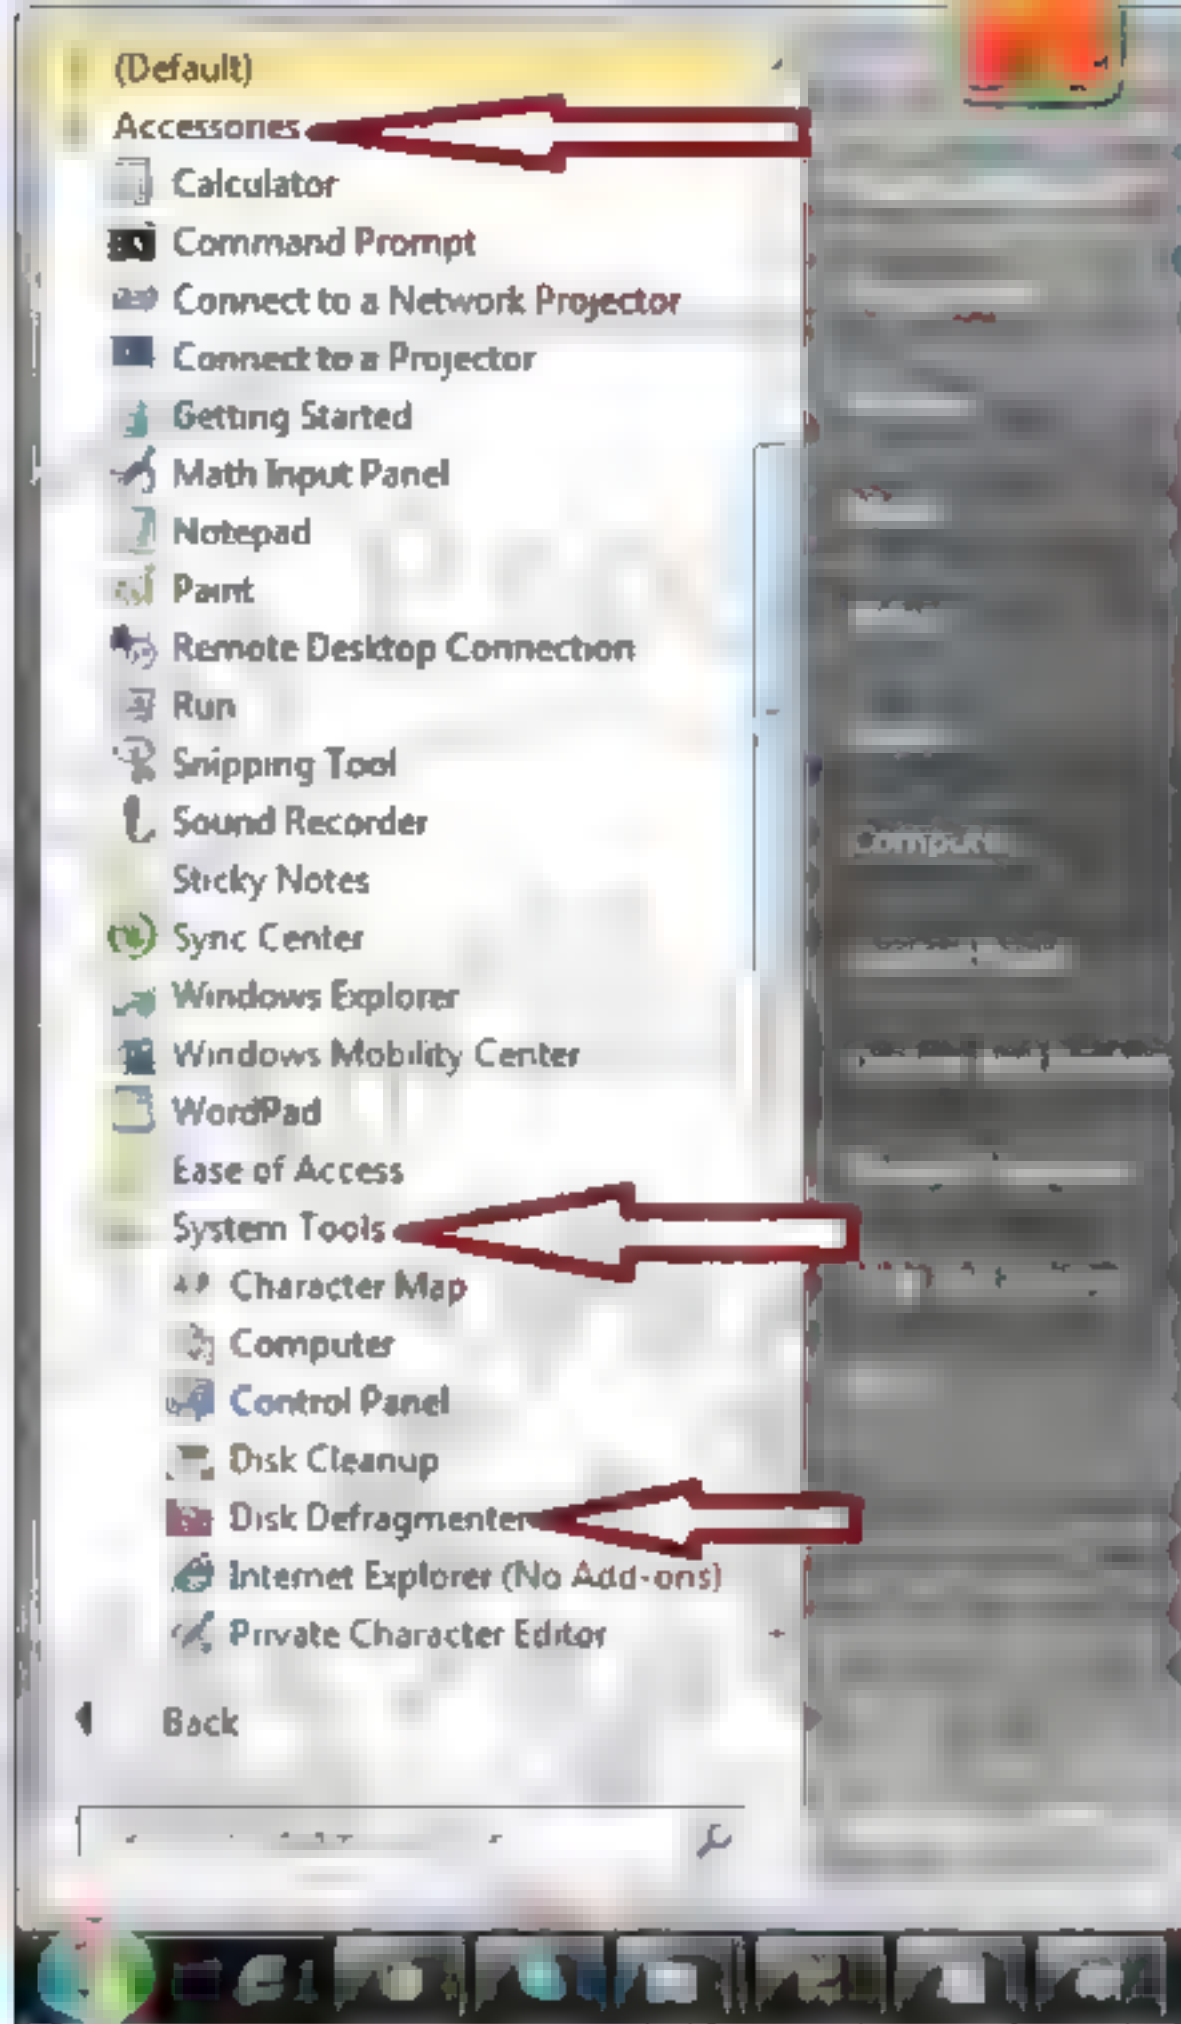 (Default)
Accessories
Calculator
Command Prompt
Connect to a Network Projector
Connect to a Projector
Getting Started
Math Input Panel
Notepad
Paint
Remote Desktop Connection
Run
Snipping Tool
Sound Recorder
Sticky Notes
Sync Center
Windows Explorer
Windows Mobility Center
WordPad
Ease of Access
System Tools
Character Map
Computer
Control Panel
Disk Cleanup
Disk Defragmenter
Internet Explorer (No Add-ons)
Private Character Editor
Back